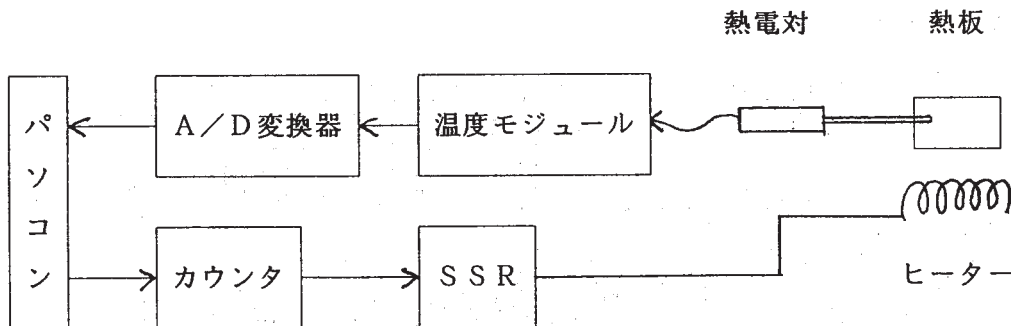 熱電対
熱板
パソコン
A/D変換器
温度モジュール
カウンタ
SSR
ヒーター